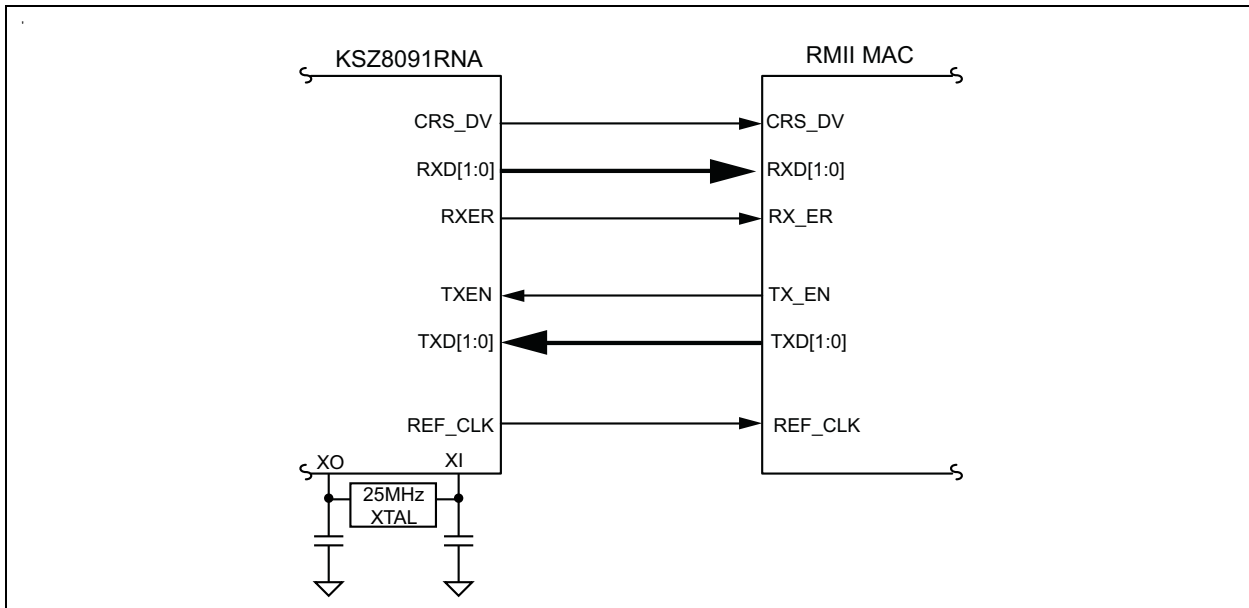 KSZ8091RNA RMII MAC
CRS_DV CRS_DV
RXD[1:0] RXD[1:0]
RXER RX_ER
TXEN TX_EN
TXD[1:0] TXD[1:0]
REF_CLK REF_CLK
XO XI
25MHz
XTAL